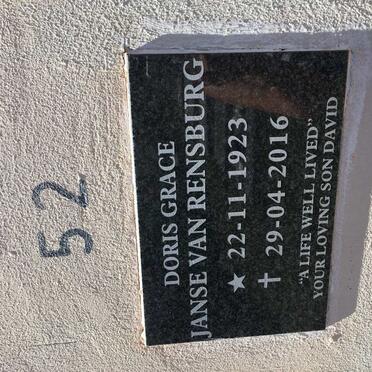 DORIS GRACE
JANSE VAN RENSBURG
★ 22-11-1923
✝ 29-04-2016
"A LIFE WELL LIVED"
YOUR LOVING SON DAVID
52